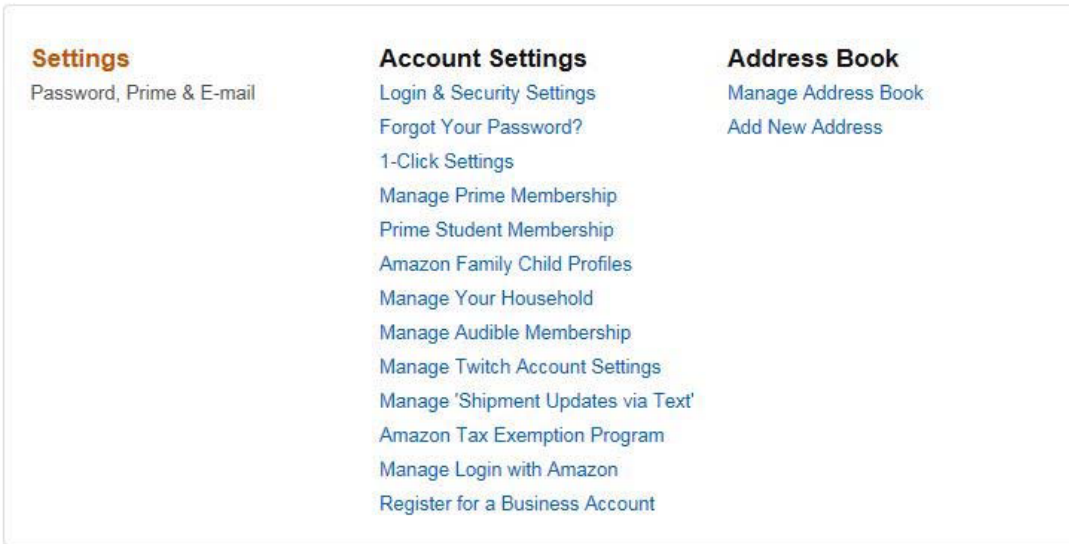 Settings
Password, Prime & E-mail
Account Settings
Login & Security Settings
Forgot Your Password?
1-Click Settings
Manage Prime Membership
Prime Student Membership
Amazon Family Child Profiles
Manage Your Household
Manage Audible Membership
Manage Twitch Account Settings
Manage 'Shipment Updates via Text'
Amazon Tax Exemption Program
Manage Login with Amazon
Register for a Business Account
Address Book
Manage Address Book
Add New Address